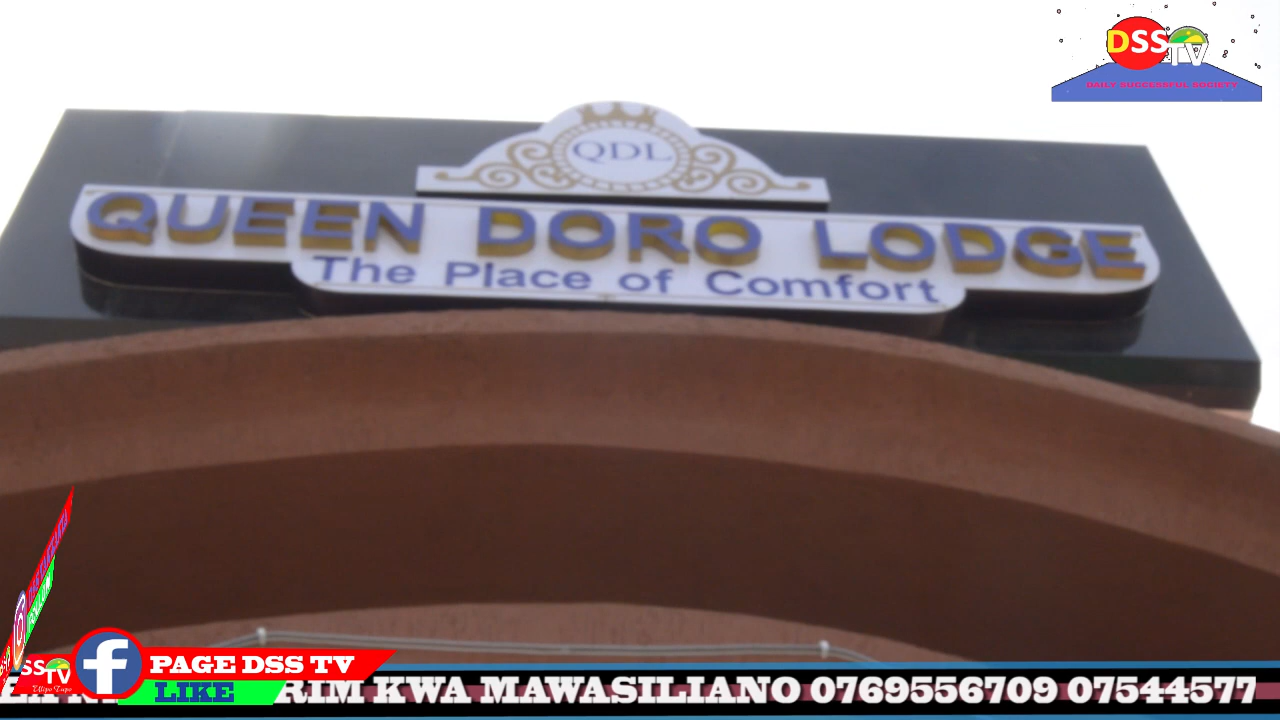 DSS TV
DAILY SUCCESSFUL SOCIETY
QDL
QUEEN DORO LODGE
The Place of Comfort
PAGE DSS TV
LIKE
RIM KWA MAWASILIANO 0769556709 07544577